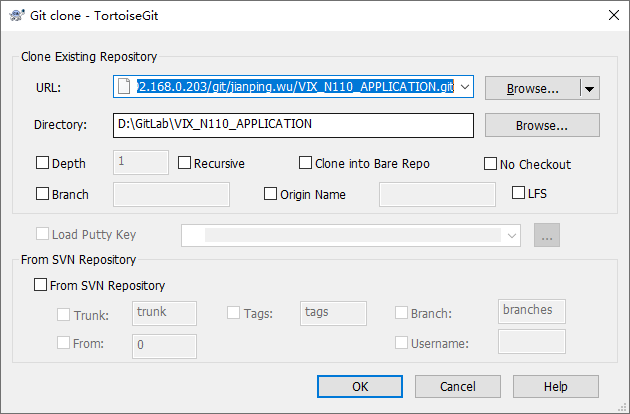 Git clone - TortoiseGit
Clone Existing Repository
URL: 2.168.0.203/git/jianping.wu/VIX_N110_APPLICATION.git Browse...
Directory: D:\GitLab\VIX_N110_APPLICATION Browse...
Depth 1 Recursive Clone into Bare Repo No Checkout
Branch Origin Name LFS
Load Putty Key ...
From SVN Repository
From SVN Repository
Trunk: trunk Tags: tags Branch: branches
From: 0 Username:
OK Cancel Help